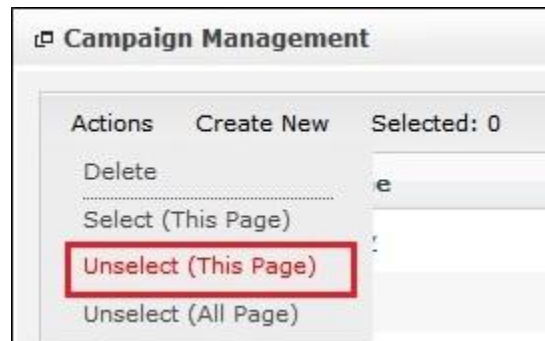 Campaign Management
Actions Create New Selected: 0
Delete
Select (This Page)
Unselect (This Page)
Unselect (All Page)